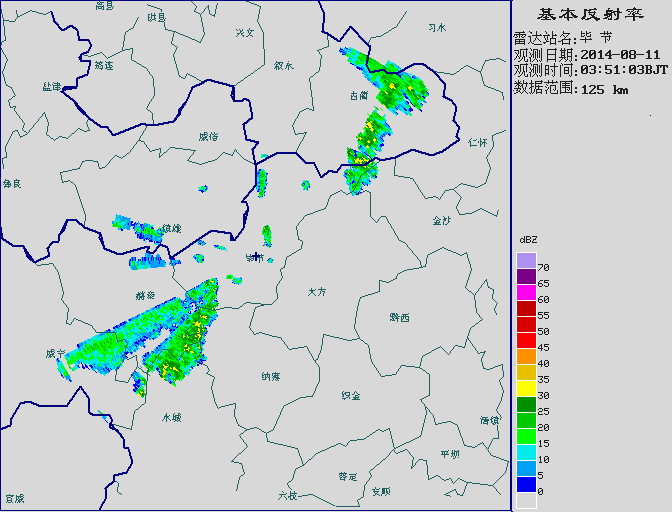 基本反射率
雷达站名:毕 节
观测日期:2014-08-11
观测时间:03:51:03BJT
数据范围:125 km
dBZ
70
65
60
55
50
45
40
35
30
25
20
15
10
5
0
高县
珙县
兴文
习水
筠连
叙永
盐津
古蔺
威信
仁怀
彝良
镇雄
金沙
毕节
大方
赫章
黔西
威宁
纳雍
织金
水城
清镇
平坝
普定
安顺
六枝
宣威